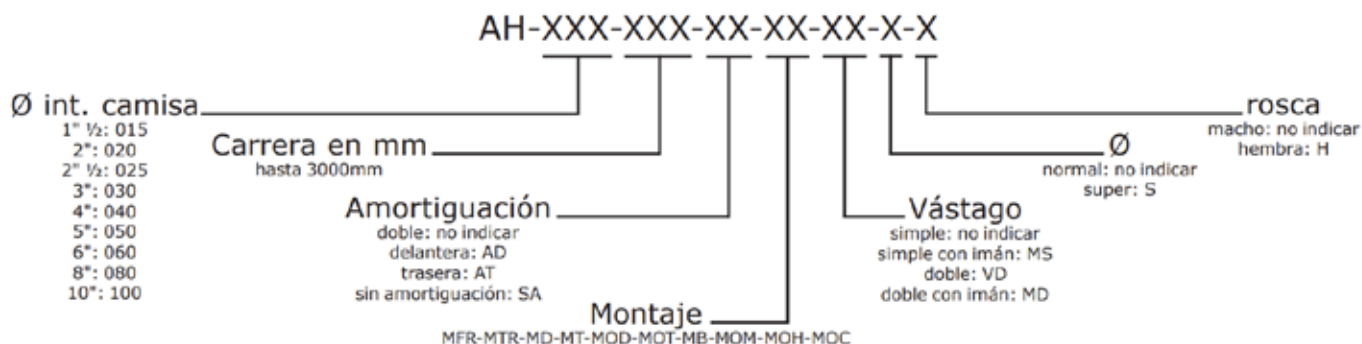 AH-XXX-XXX-XX-XX-XX-X-X
Ø int. camisa
1" ½: 015
2": 020
2" ½: 025
3": 030
4": 040
5": 050
6": 060
8": 080
10": 100
Carrera en mm
hasta 3000mm
Amortiguación
doble: no indicar
delantera: AD
trasera: AT
sin amortiguación: SA
Montaje
MFR-MTR-MD-MT-MOD-MOT-MB-MOM-MOH-MOC
Vástago
simple: no indicar
simple con imán: MS
doble: VD
doble con imán: MD
Ø
normal: no indicar
super: S
rosca
macho: no indicar
hembra: H